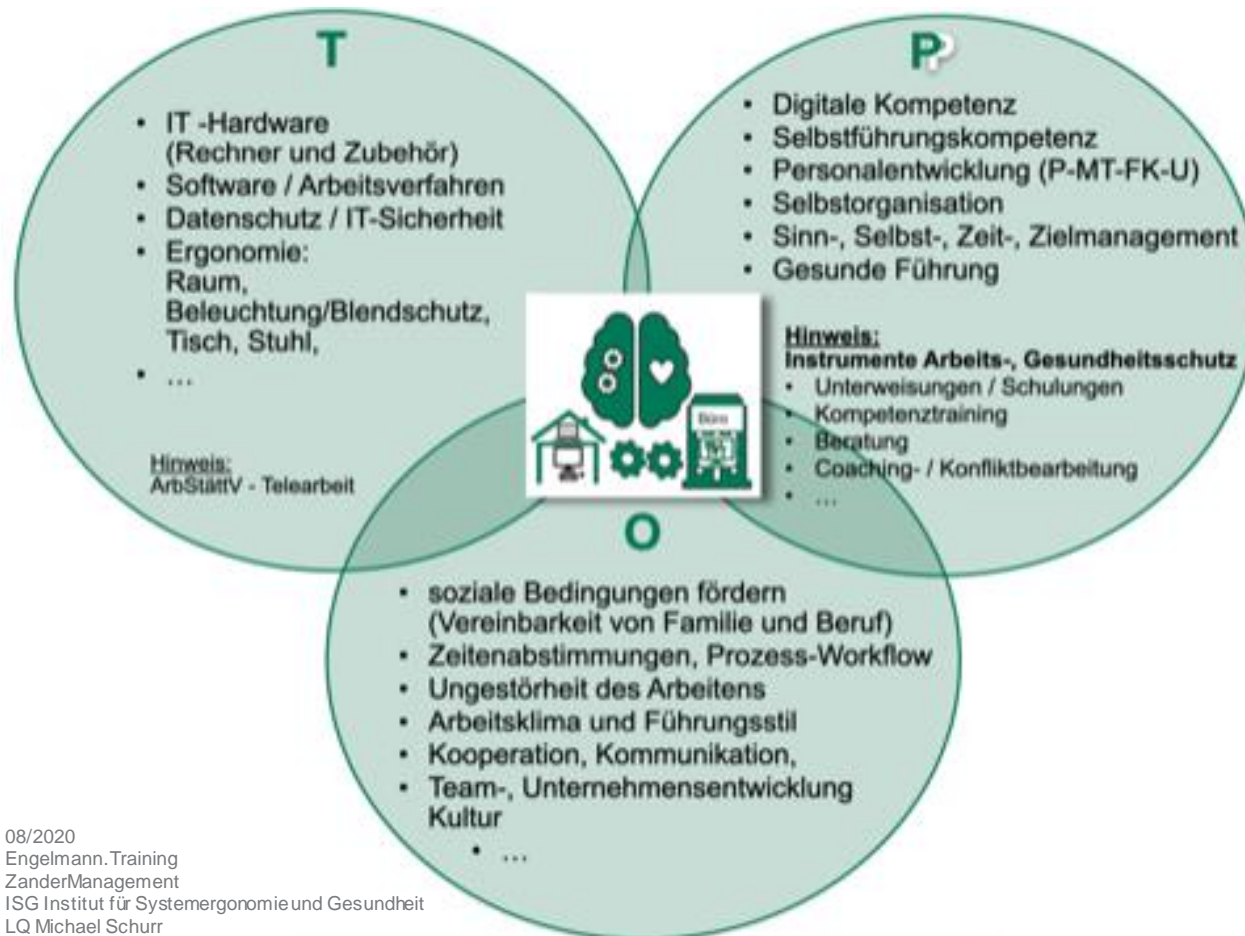 T
• IT -Hardware
(Rechner und Zubehör)
• Software / Arbeitsverfahren
• Datenschutz / IT-Sicherheit
• Ergonomie:
Raum,
Beleuchtung/Blendschutz,
Tisch, Stuhl,
• ...
Hinweis:
ArbStättV - Telearbeit
P
• Digitale Kompetenz
• Selbstführungskompetenz
• Personalentwicklung (P-MT-FK-U)
• Selbstorganisation
• Sinn-, Selbst-, Zeit-, Zielmanagement
• Gesunde Führung
Hinweis:
Instrumente Arbeits-, Gesundheitsschutz
• Unterweisungen / Schulungen
• Kompetenztraining
• Beratung
• Coaching- / Konfliktbearbeitung
• ...
Büro
O
• soziale Bedingungen fördern
(Vereinbarkeit von Familie und Beruf)
• Zeitenabstimmungen, Prozess-Workflow
• Ungestörheit des Arbeitens
• Arbeitsklima und Führungsstil
• Kooperation, Kommunikation,
• Team-, Unternehmensentwicklung
Kultur
• ...
08/2020
Engelmann.Training
ZanderManagement
ISG Institut für Systemergonomie und Gesundheit
LQ Michael Schurr